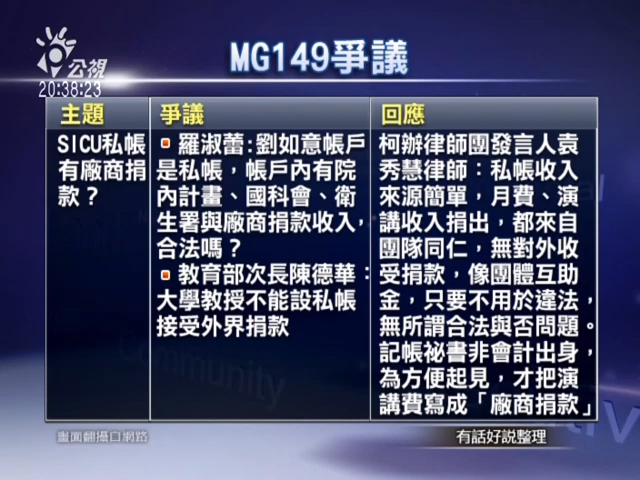 MG149爭議
公視
20:38:23
主題
爭議
回應
SICU私帳
有廠商捐
款？
羅淑蕾:劉如意帳戶
是私帳，帳戶內有院
內計畫、國科會、衛
生署與廠商捐款收入,
合法嗎？
教育部次長陳德華：
大學教授不能設私帳
接受外界捐款
柯辦律師團發言人袁
秀慧律師：私帳收入
來源簡單，月費、演
講收入捐出，都來自
團隊同仁，無對外收
受捐款，像團體互助
金，只要不用於違法，
無所謂合法與否問題。
記帳祕書非會計出身，
為方便起見，才把演
講費寫成「廠商捐款」
畫面翻攝自網路
有話好說整理